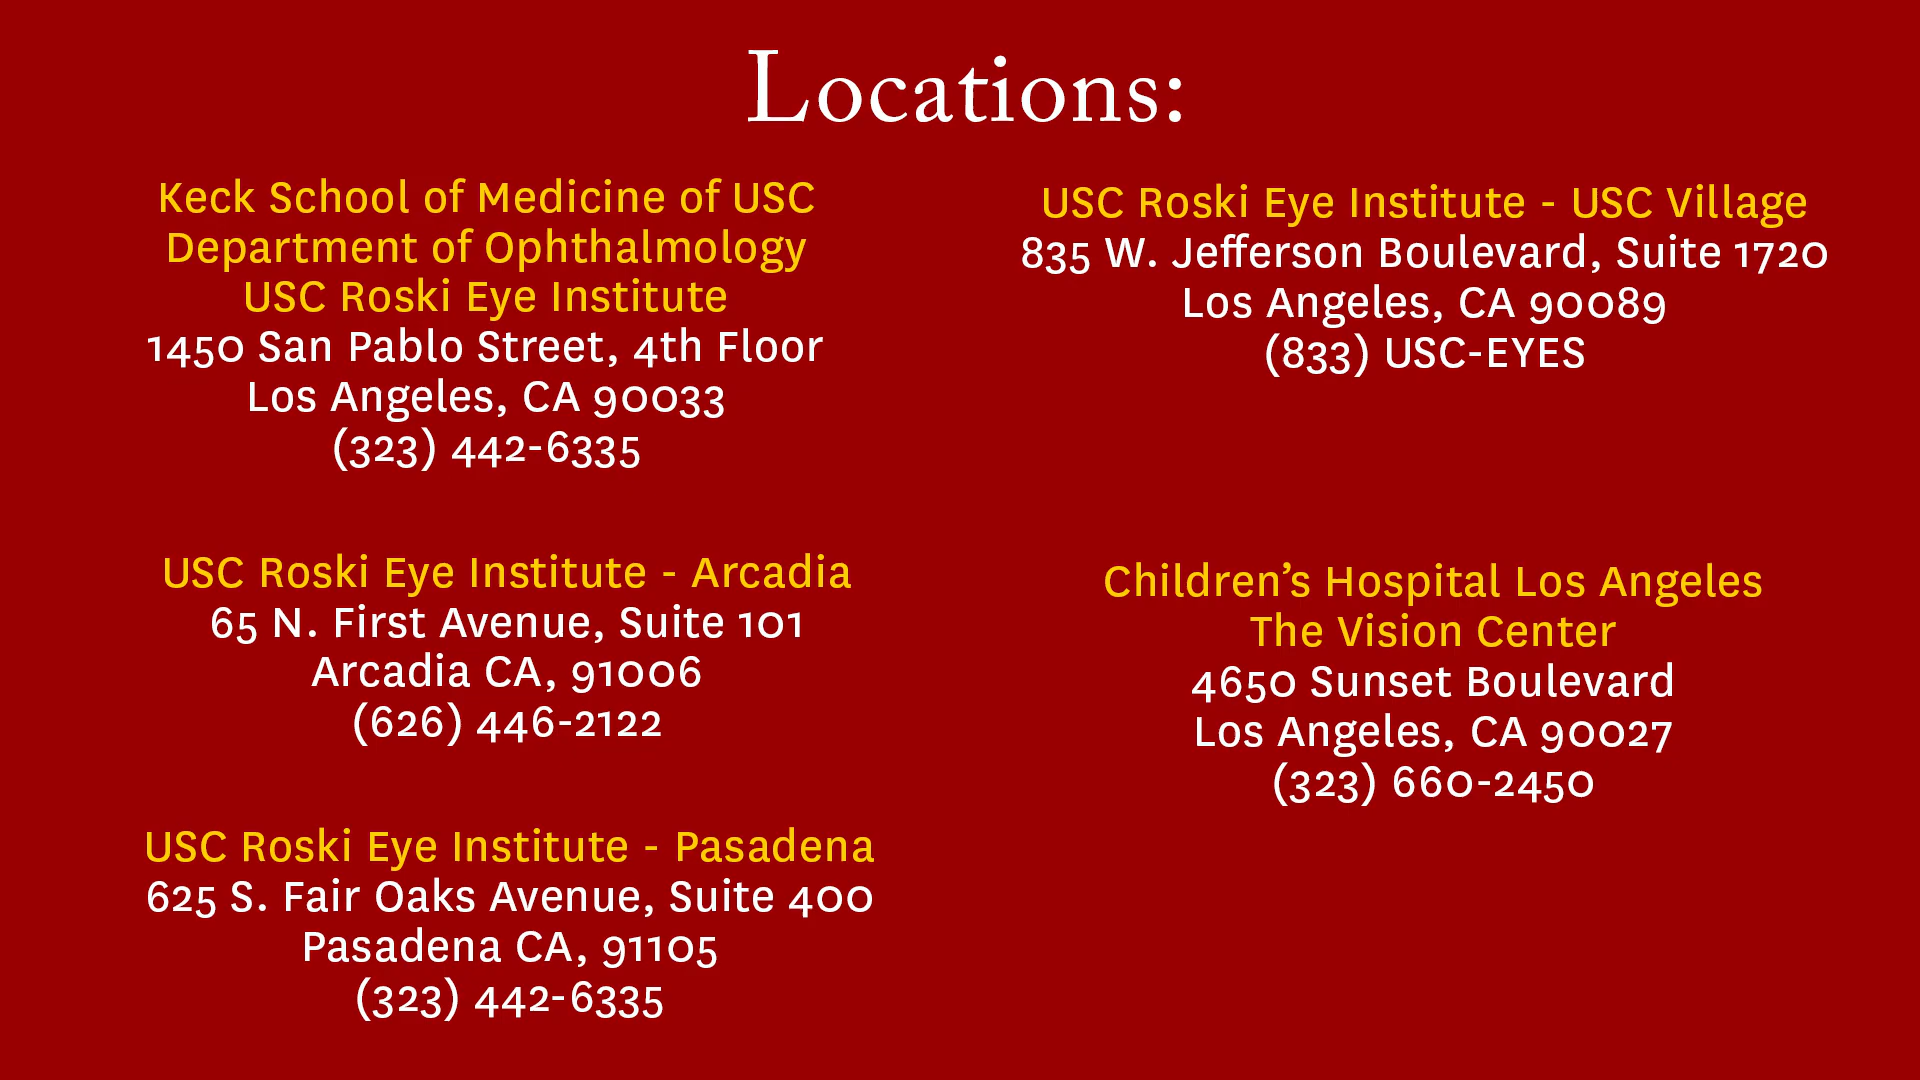 Locations:
Keck School of Medicine of USC
Department of Ophthalmology
USC Roski Eye Institute
1450 San Pablo Street, 4th Floor
Los Angeles, CA 90033
(323) 442-6335
USC Roski Eye Institute - Arcadia
65 N. First Avenue, Suite 101
Arcadia CA, 91006
(626) 446-2122
USC Roski Eye Institute - Pasadena
625 S. Fair Oaks Avenue, Suite 400
Pasadena CA, 91105
(323) 442-6335
USC Roski Eye Institute - USC Village
835 W. Jefferson Boulevard, Suite 1720
Los Angeles, CA 90089
(833) USC-EYES
Children’s Hospital Los Angeles
The Vision Center
4650 Sunset Boulevard
Los Angeles, CA 90027
(323) 660-2450